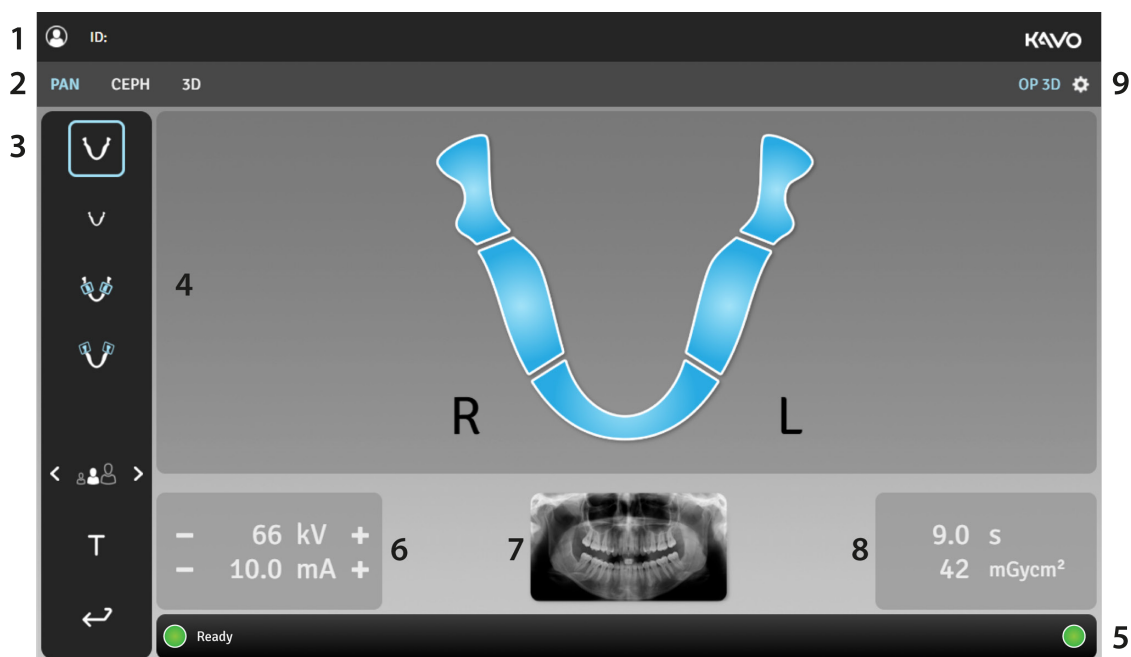 1 ID: KAVO
2 PAN CEPH 3D OP 3D 9
3
4
R L
T
66 kV
10.0 mA
6
7
8
9.0 s
42 mGycm²
Ready
5